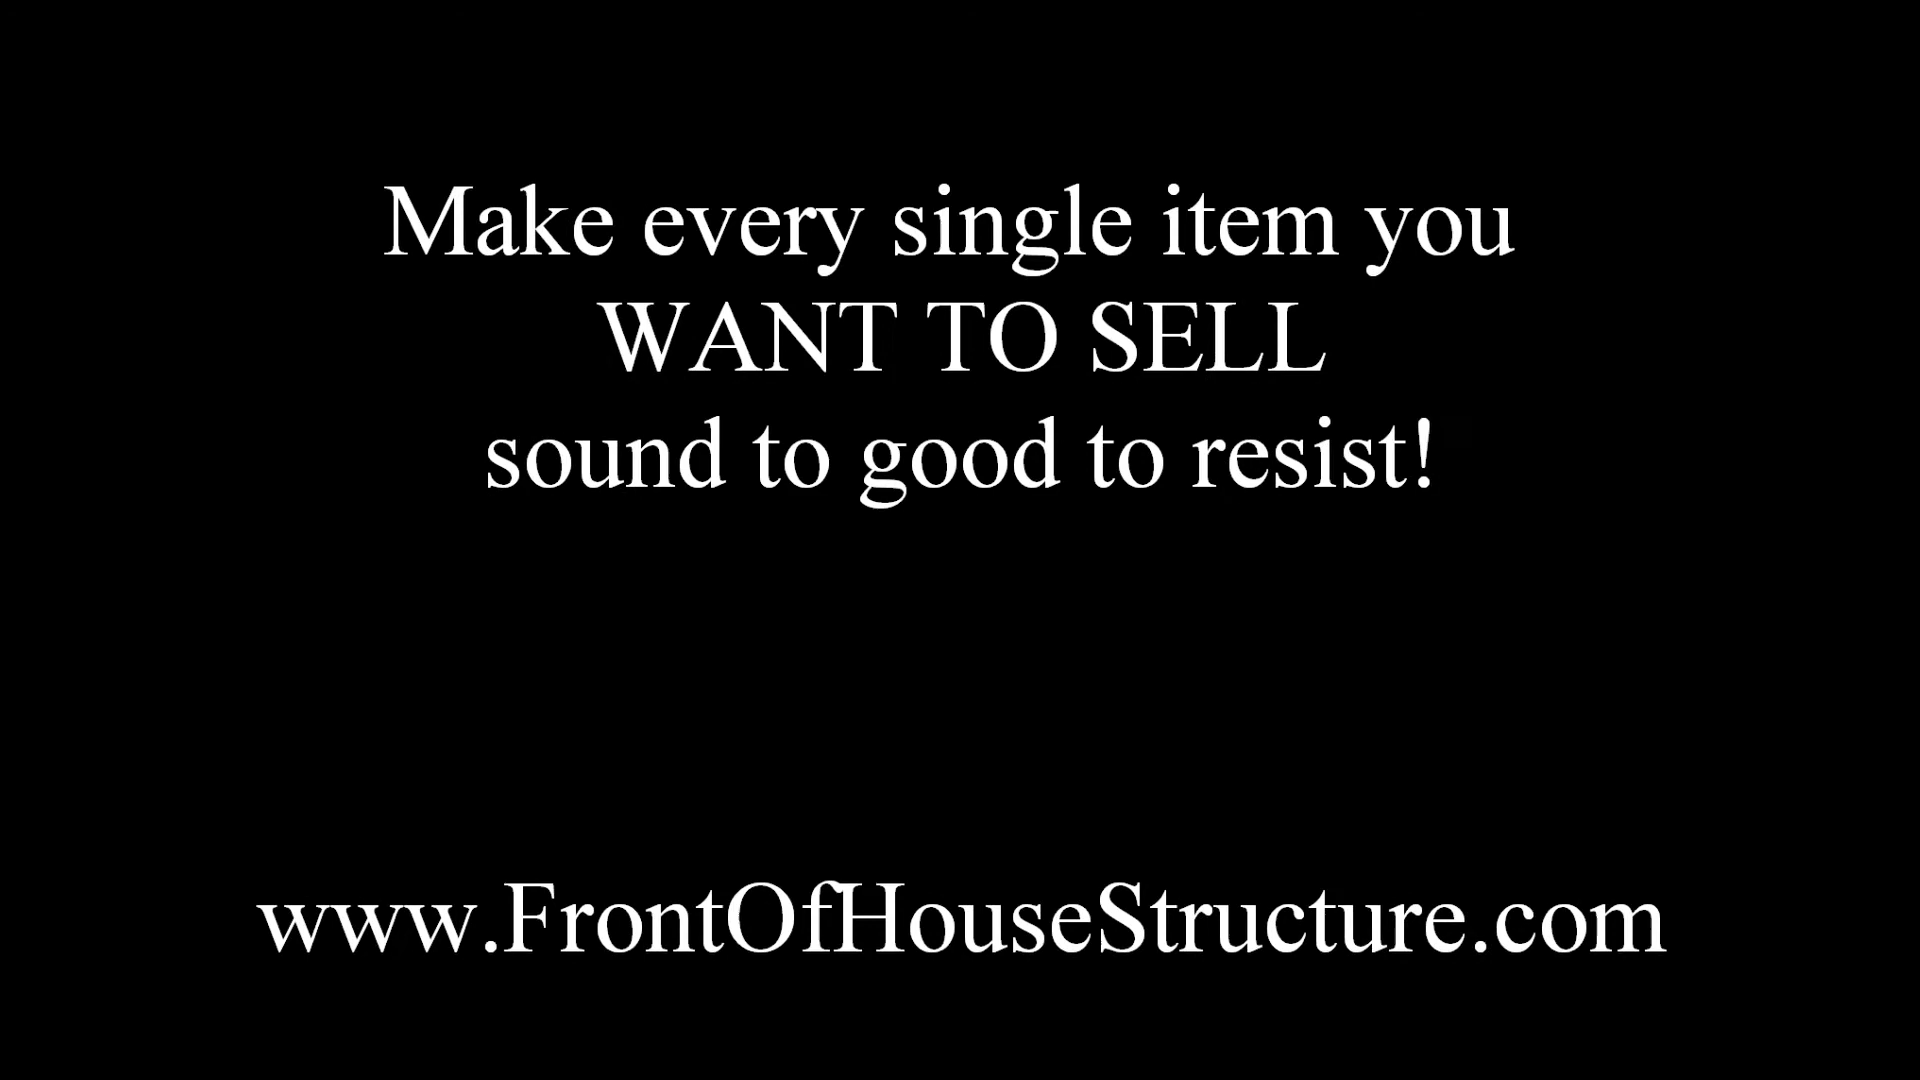 Make every single item you
WANT TO SELL
sound to good to resist!
www.FrontOfHouseStructure.com